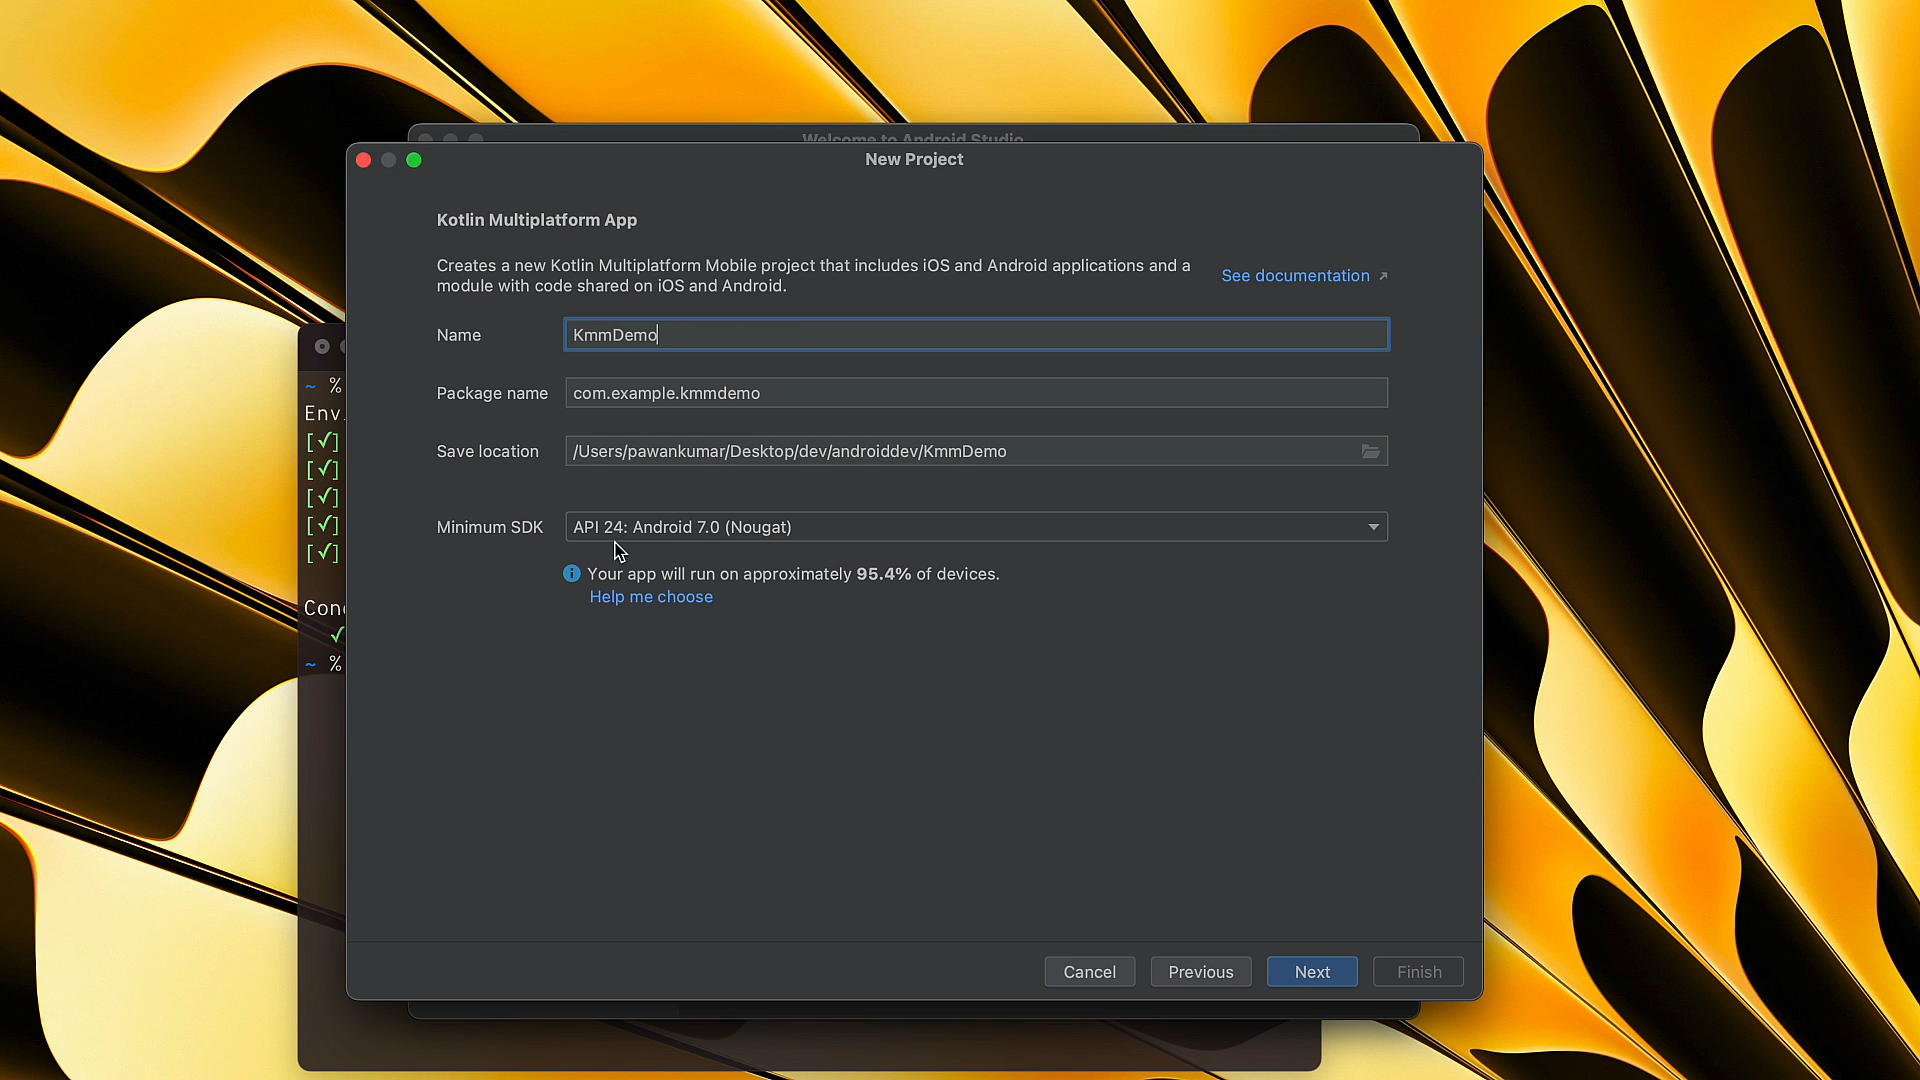 Welcome to Android Studio
New Project
Kotlin Multiplatform App
Creates a new Kotlin Multiplatform Mobile project that includes iOS and Android applications and a
module with code shared on iOS and Android.
See documentation ↗
Name
KmmDemo
Package name
com.example.kmmdemo
Save location
/Users/pawankumar/Desktop/dev/androiddev/KmmDemo
Minimum SDK
API 24: Android 7.0 (Nougat)
Your app will run on approximately 95.4% of devices.
Help me choose
Cancel
Previous
Next
Finish
~ %
Env
[✓]
[✓]
[✓]
[✓]
[✓]
✓
~ %